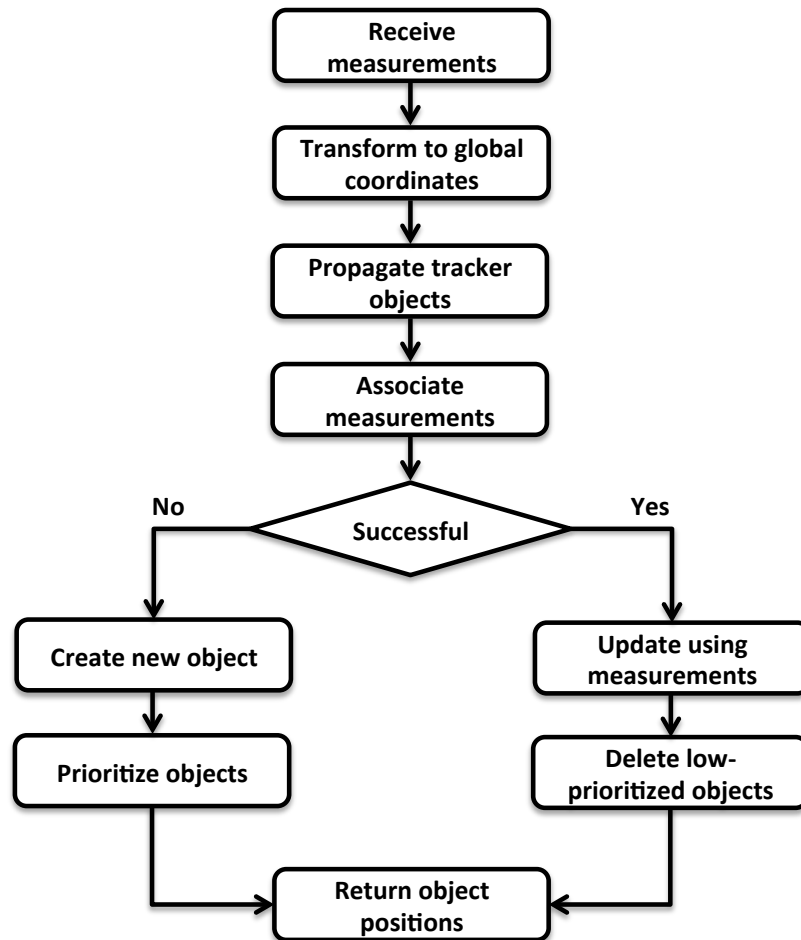 Receive
measurements
Transform to global
coordinates
Propagate tracker
objects
Associate
measurements
No
Yes
Successful
Create new object
Update using
measurements
Prioritize objects
Delete low-
prioritized objects
Return object
positions